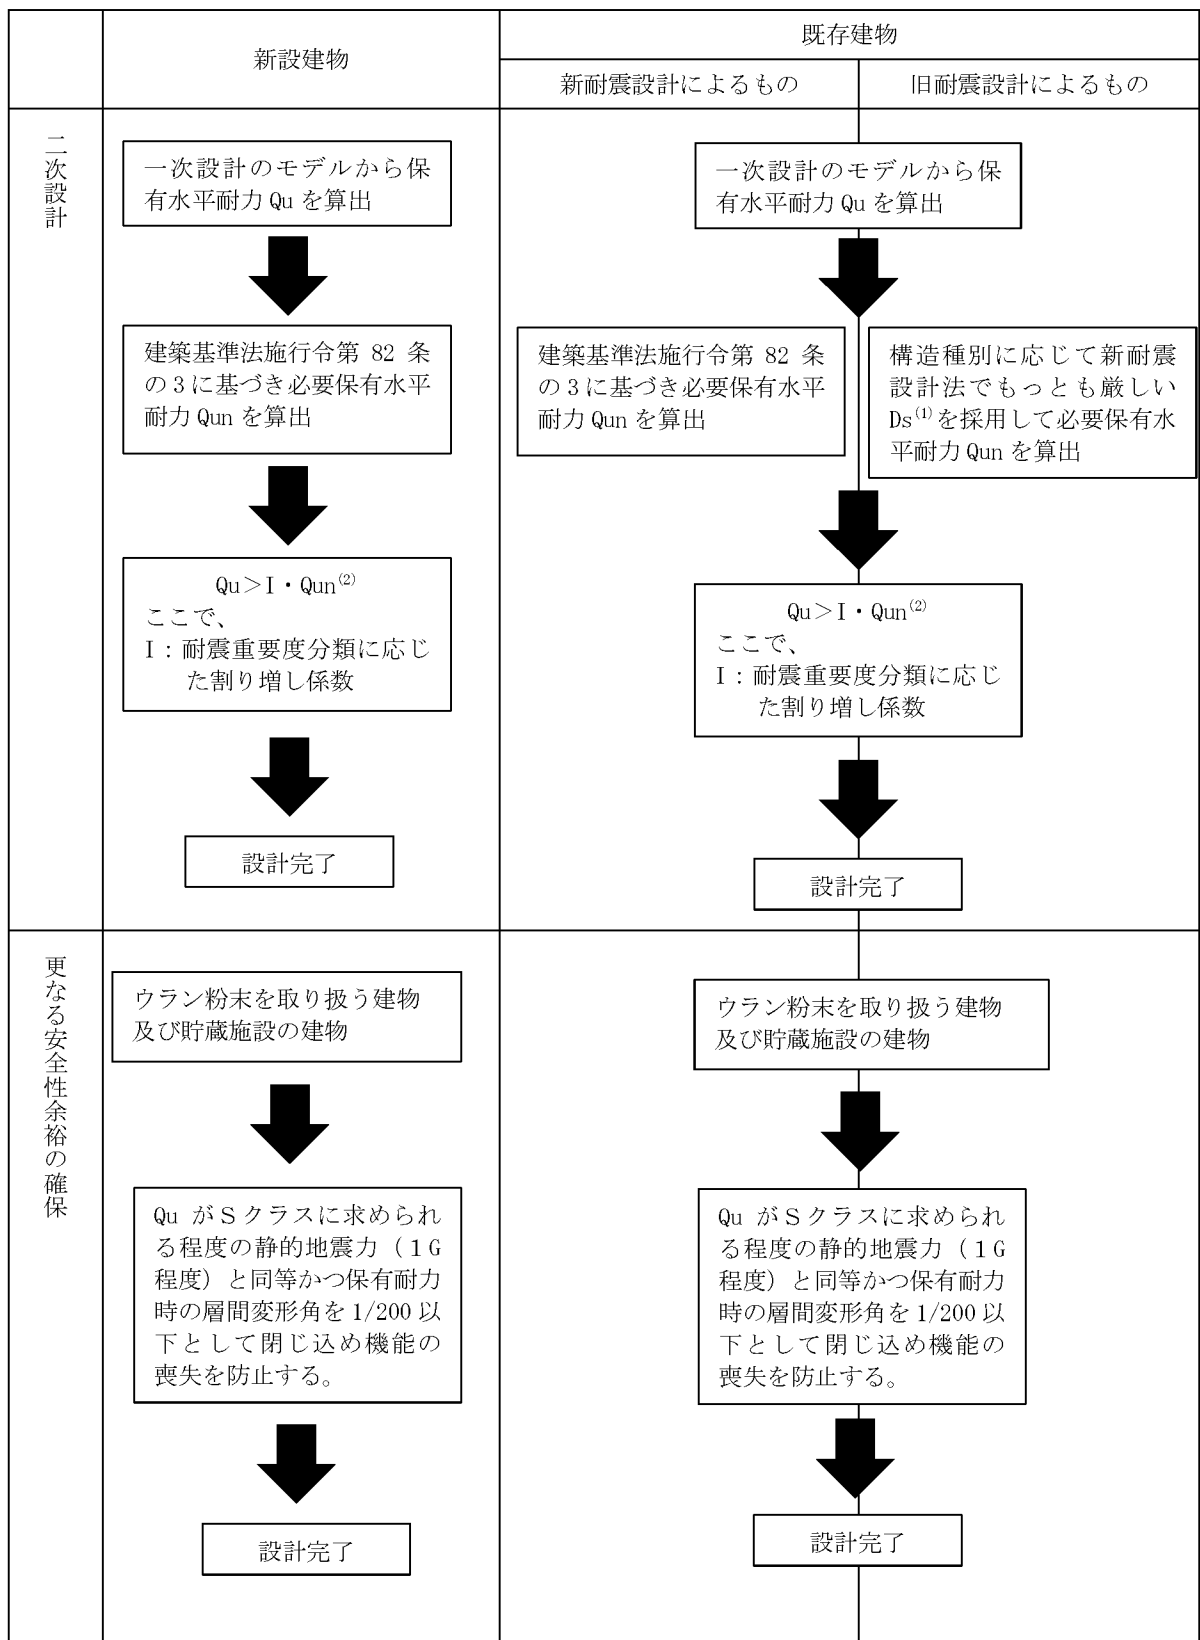 新設建物
既存建物
新耐震設計によるもの
旧耐震設計によるもの
二次設計
一次設計のモデルから保
有水平耐力 Qu を算出
建築基準法施行令第 82 条
の3に基づき必要保有水平
耐力 Qun を算出
Qu＞I・Qun⁽²⁾
ここで、
I：耐震重要度分類に応じ
た割り増し係数
設計完了
一次設計のモデルから保
有水平耐力 Qu を算出
建築基準法施行令第 82 条
の3に基づき必要保有水平
耐力 Qun を算出
構造種別に応じて新耐震
設計法でもっとも厳しい
Ds⁽¹⁾を採用して必要保有水
平耐力 Qun を算出
Qu＞I・Qun⁽²⁾
ここで、
I：耐震重要度分類に応じ
た割り増し係数
設計完了
更なる安全性余裕の確保
ウラン粉末を取り扱う建物
及び貯蔵施設の建物
Qu がＳクラスに求められ
る程度の静的地震力（１G
程度）と同等かつ保有耐力
時の層間変形角を 1/200 以
下として閉じ込め機能の
喪失を防止する。
設計完了
ウラン粉末を取り扱う建物
及び貯蔵施設の建物
Qu がＳクラスに求められ
る程度の静的地震力（１G
程度）と同等かつ保有耐力
時の層間変形角を 1/200 以
下として閉じ込め機能の
喪失を防止する。
設計完了